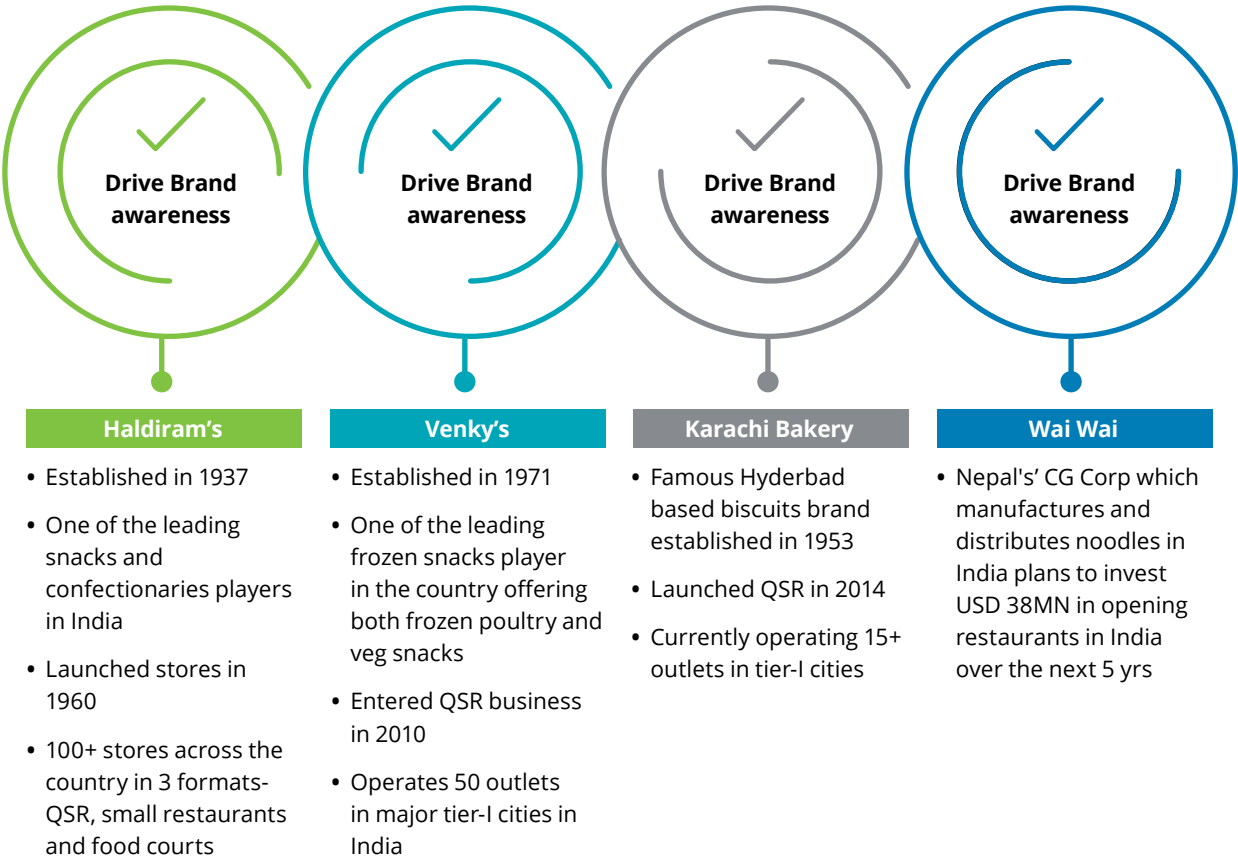 Drive Brand
awareness
Drive Brand
awareness
Drive Brand
awareness
Drive Brand
awareness
Haldiram’s
• Established in 1937
• One of the leading
snacks and
confectionaries players
in India
• Launched stores in
1960
• 100+ stores across the
country in 3 formats-
QSR, small restaurants
and food courts
Venky’s
• Established in 1971
• One of the leading
frozen snacks player
in the country offering
both frozen poultry and
veg snacks
• Entered QSR business
in 2010
• Operates 50 outlets
in major tier-I cities in
India
Karachi Bakery
• Famous Hyderbad
based biscuits brand
established in 1953
• Launched QSR in 2014
• Currently operating 15+
outlets in tier-I cities
Wai Wai
• Nepal's’ CG Corp which
manufactures and
distributes noodles in
India plans to invest
USD 38MN in opening
restaurants in India
over the next 5 yrs